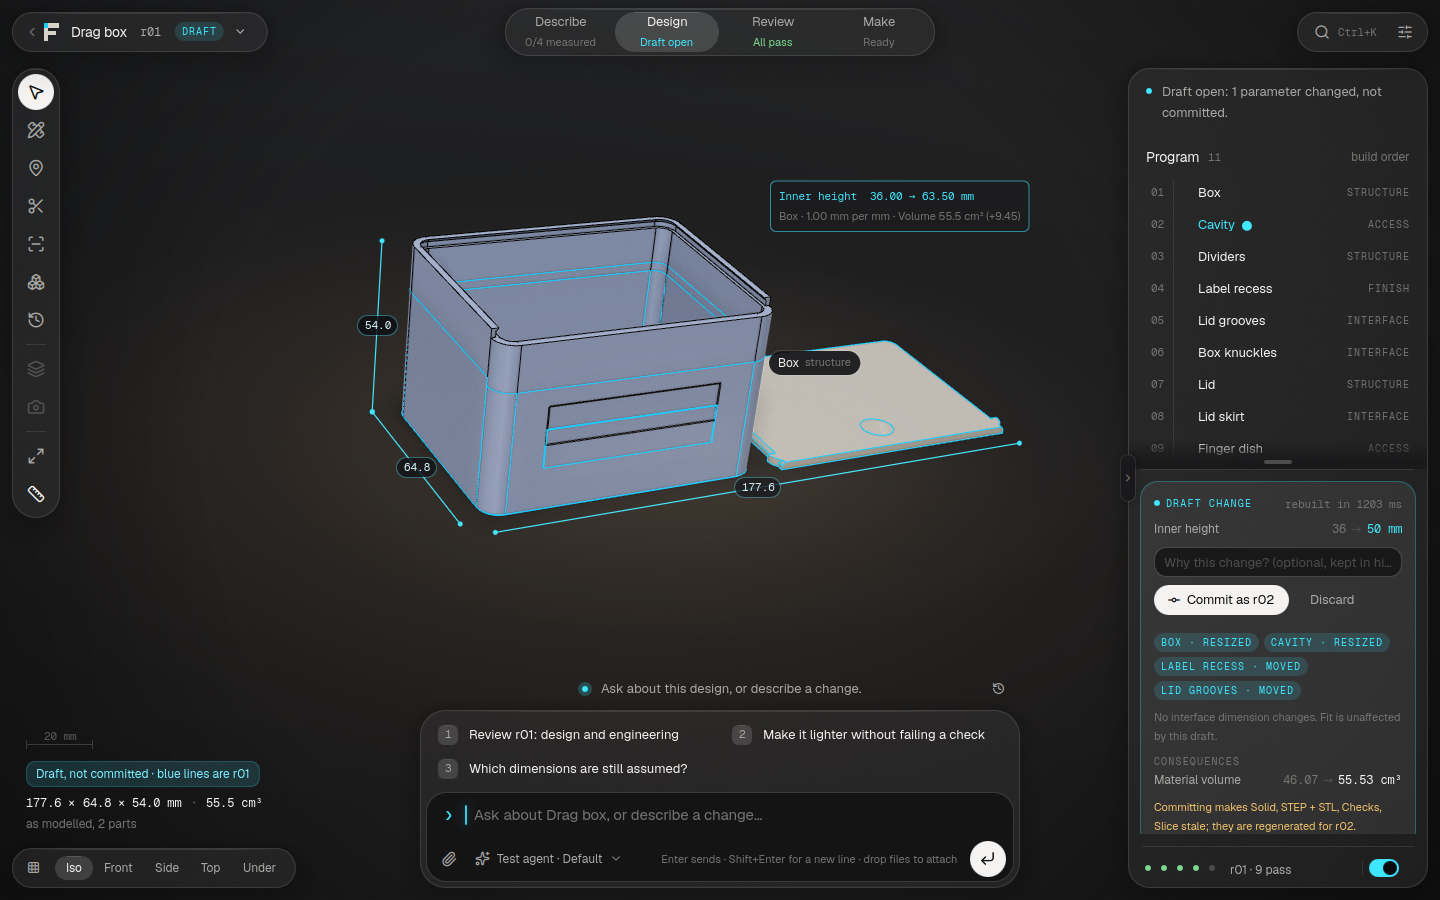 Drag box r01 DRAFT
Describe
0/4 measured
Design
Draft open
Review
All pass
Make
Ready
Ctrl+K
Draft open: 1 parameter changed, not
committed.
Program 11 build order
01 Box STRUCTURE
02 Cavity ACCESS
03 Dividers STRUCTURE
04 Label recess FINISH
05 Lid grooves INTERFACE
06 Box knuckles INTERFACE
07 Lid STRUCTURE
08 Lid skirt INTERFACE
09 Finger dish ACCESS
Inner height 36.00 → 63.50 mm
Box · 1.00 mm per mm · Volume 55.5 cm³ (+9.45)
54.0
Box structure
64.8
177.6
DRAFT CHANGE rebuilt in 1203 ms
Inner height 36 → 50 mm
Why this change? (optional, kept in hi...
Commit as r02 Discard
BOX · RESIZED CAVITY · RESIZED
LABEL RECESS · MOVED
LID GROOVES · MOVED
No interface dimension changes. Fit is unaffected
by this draft.
CONSEQUENCES
Material volume 46.07 → 55.53 cm³
Committing makes Solid, STEP + STL, Checks,
Slice stale; they are regenerated for r02.
r01 · 9 pass
Ask about this design, or describe a change.
1 Review r01: design and engineering
2 Make it lighter without failing a check
3 Which dimensions are still assumed?
Ask about Drag box, or describe a change...
Test agent · Default
Enter sends · Shift+Enter for a new line · drop files to attach
20 mm
Draft, not committed · blue lines are r01
177.6 × 64.8 × 54.0 mm · 55.5 cm³
as modelled, 2 parts
Iso Front Side Top Under